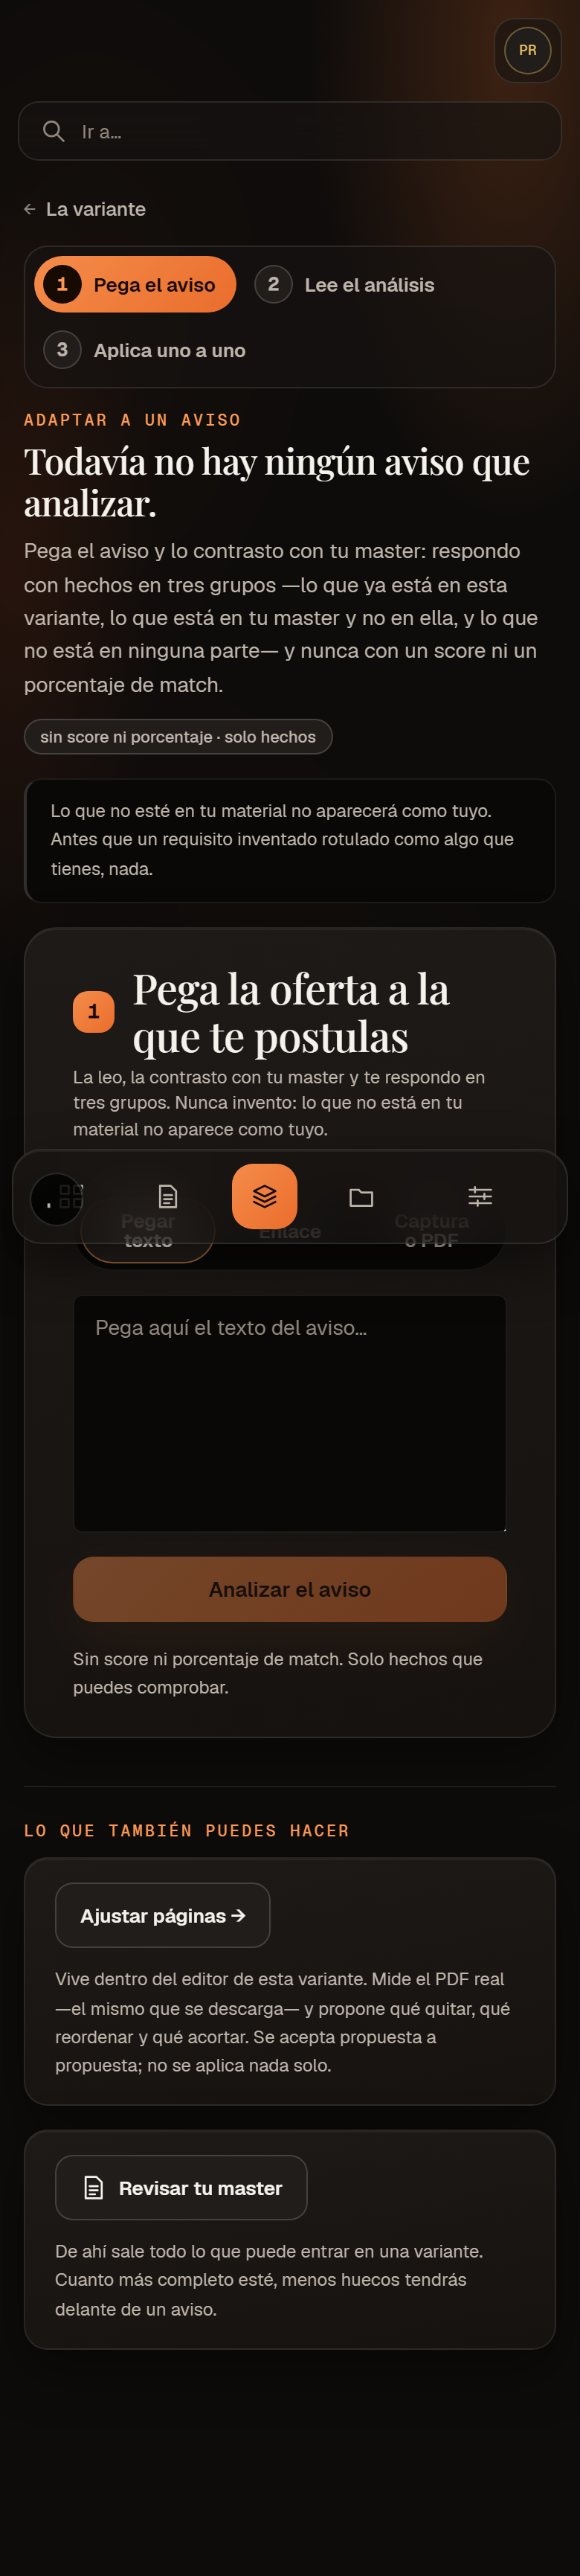 PR
Ir a...
← La variante
1 Pega el aviso
2 Lee el análisis
3 Aplica uno a uno
ADAPTAR A UN AVISO
Todavía no hay ningún aviso que
analizar.
Pega el aviso y lo contrasto con tu master: respondo
con hechos en tres grupos —lo que ya está en esta
variante, lo que está en tu master y no en ella, y lo que
no está en ninguna parte— y nunca con un score ni un
porcentaje de match.
sin score ni porcentaje · solo hechos
Lo que no esté en tu material no aparecerá como tuyo.
Antes que un requisito inventado rotulado como algo que
tienes, nada.
1
Pega la oferta a la
que te postulas
La leo, la contrasto con tu master y te respondo en
tres grupos. Nunca invento: lo que no está en tu
material no aparece como tuyo.
Pegar
texto
Enlace
Captura
o PDF
Pega aquí el texto del aviso...
Analizar el aviso
Sin score ni porcentaje de match. Solo hechos que
puedes comprobar.
LO QUE TAMBIÉN PUEDES HACER
Ajustar páginas →
Vive dentro del editor de esta variante. Mide el PDF real
—el mismo que se descarga— y propone qué quitar, qué
reordenar y qué acortar. Se acepta propuesta a
propuesta; no se aplica nada solo.
Revisar tu master
De ahí sale todo lo que puede entrar en una variante.
Cuanto más completo esté, menos huecos tendrás
delante de un aviso.